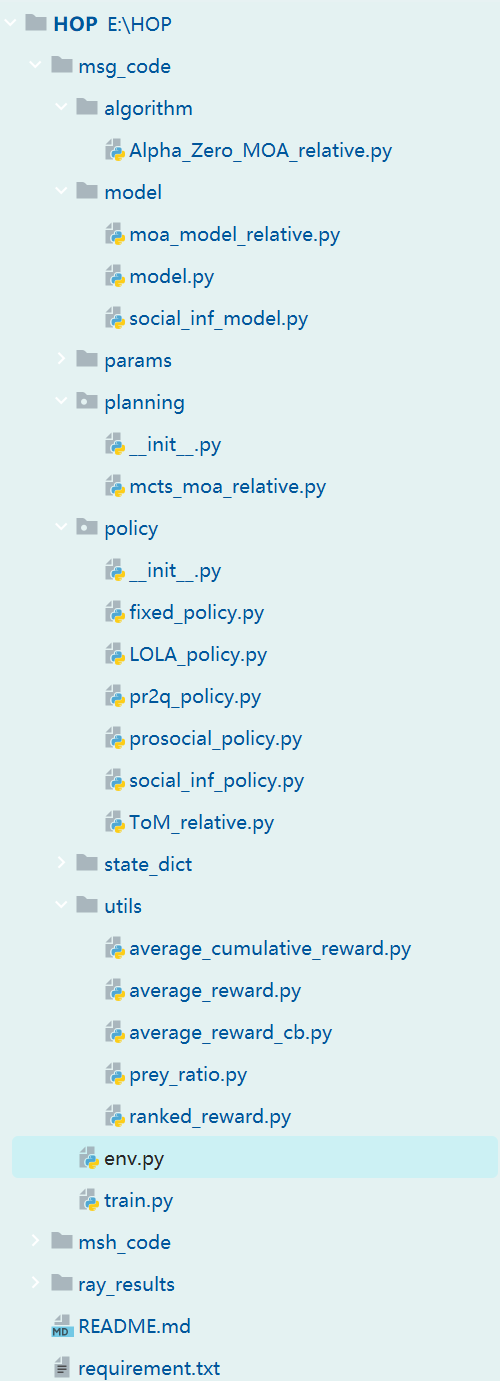 HOP E:\HOP
msg_code
algorithm
Alpha_Zero_MOA_relative.py
model
moa_model_relative.py
model.py
social_inf_model.py
params
planning
__init__.py
mcts_moa_relative.py
policy
__init__.py
fixed_policy.py
LOLA_policy.py
pr2q_policy.py
prosocial_policy.py
social_inf_policy.py
ToM_relative.py
state_dict
utils
average_cumulative_reward.py
average_reward.py
average_reward_cb.py
prey_ratio.py
ranked_reward.py
env.py
train.py
msh_code
ray_results
MD README.md
requirement.txt